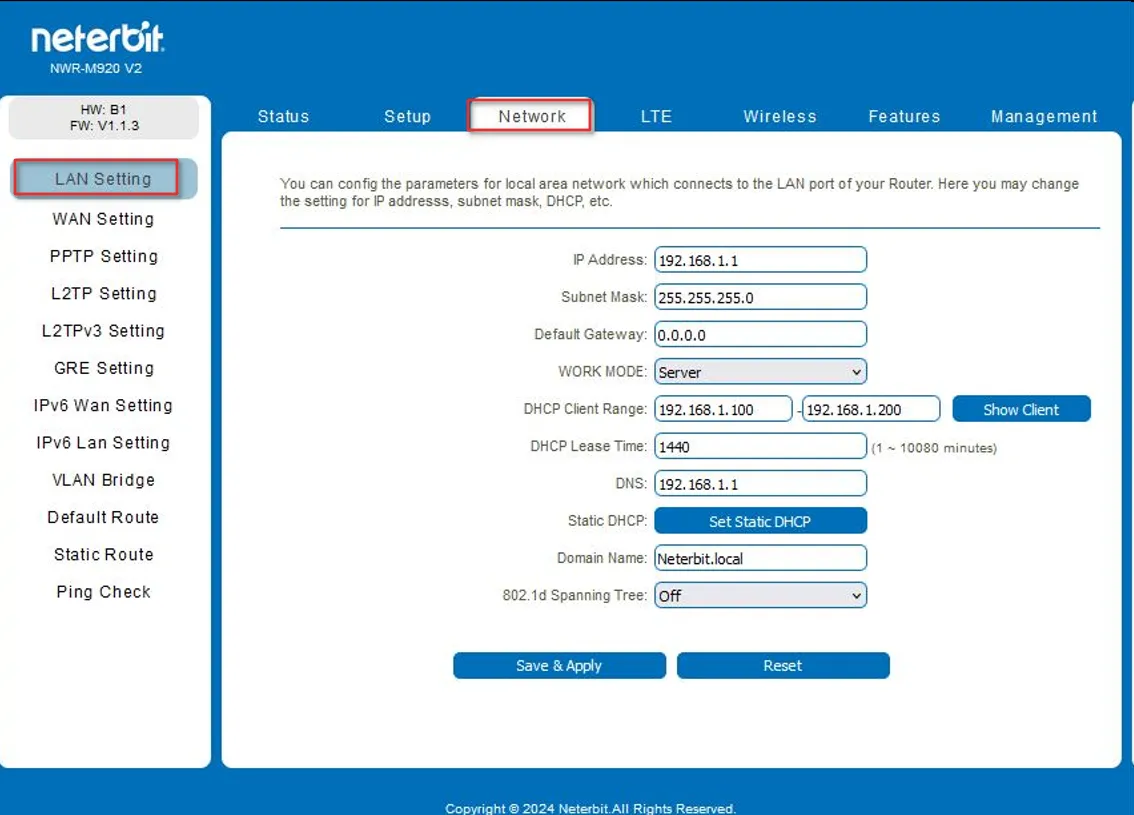 neterbit.
NWR-M920 V2
HW: B1
FW: V1.1.3
Status Setup Network LTE Wireless Features Management
LAN Setting
WAN Setting
PPTP Setting
L2TP Setting
L2TPv3 Setting
GRE Setting
IPv6 Wan Setting
IPv6 Lan Setting
VLAN Bridge
Default Route
Static Route
Ping Check
You can config the parameters for local area network which connects to the LAN port of your Router. Here you may change
the setting for IP addresss, subnet mask, DHCP, etc.
IP Address: 192.168.1.1
Subnet Mask: 255.255.255.0
Default Gateway: 0.0.0.0
WORK MODE: Server
DHCP Client Range: 192.168.1.100 - 192.168.1.200 Show Client
DHCP Lease Time: 1440 (1 ~ 10080 minutes)
DNS: 192.168.1.1
Static DHCP: Set Static DHCP
Domain Name: Neterbit.local
802.1d Spanning Tree: Off
Save & Apply Reset
Copyright © 2024 Neterbit.All Rights Reserved.